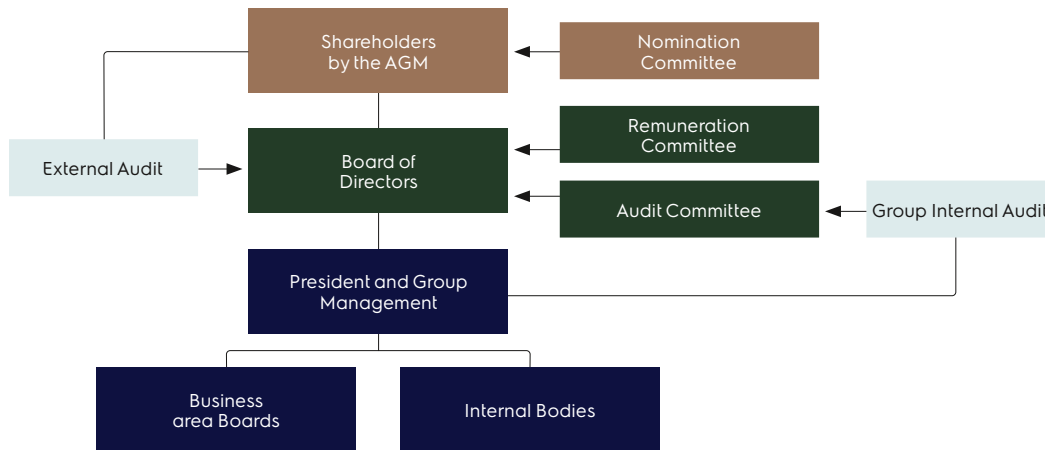 Shareholders
by the AGM
Nomination
Committee
Remuneration
Committee
External Audit
Board of
Directors
Audit Committee
Group Internal Audit
President and Group
Management
Business
area Boards
Internal Bodies